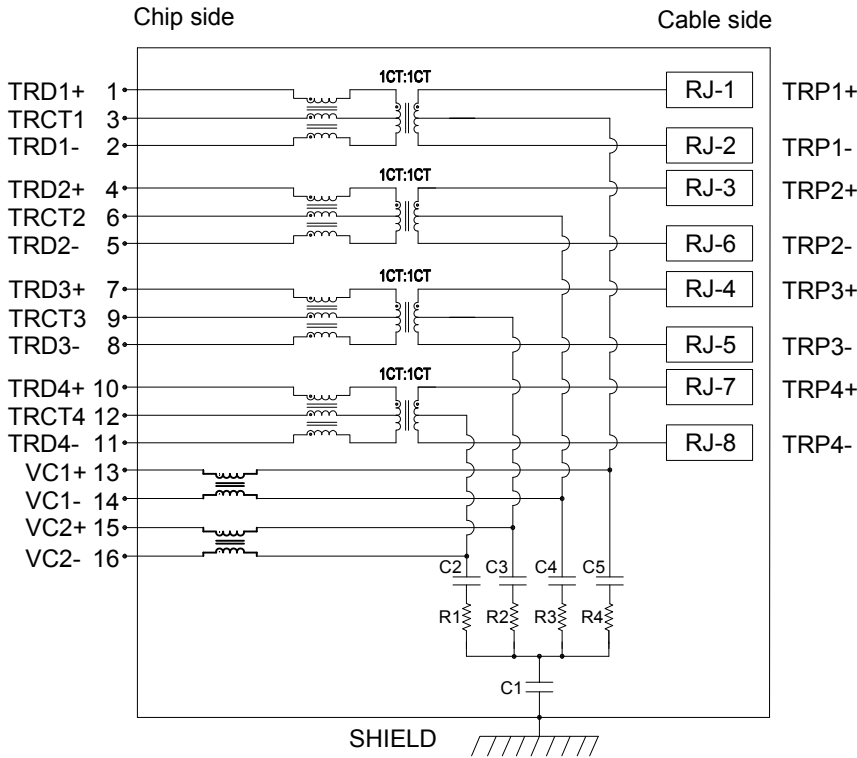 Chip side Cable side
1CT:1CT
TRD1+ 1 RJ-1 TRP1+
TRCT1 3
TRD1- 2 RJ-2 TRP1-
1CT:1CT
TRD2+ 4 RJ-3 TRP2+
TRCT2 6
TRD2- 5 RJ-6 TRP2-
1CT:1CT
TRD3+ 7 RJ-4 TRP3+
TRCT3 9
TRD3- 8 RJ-5 TRP3-
1CT:1CT
TRD4+ 10 RJ-7 TRP4+
TRCT4 12
TRD4- 11 RJ-8 TRP4-
VC1+ 13
VC1- 14
VC2+ 15
VC2- 16
C2 C3 C4 C5
R1 R2 R3 R4
C1
SHIELD